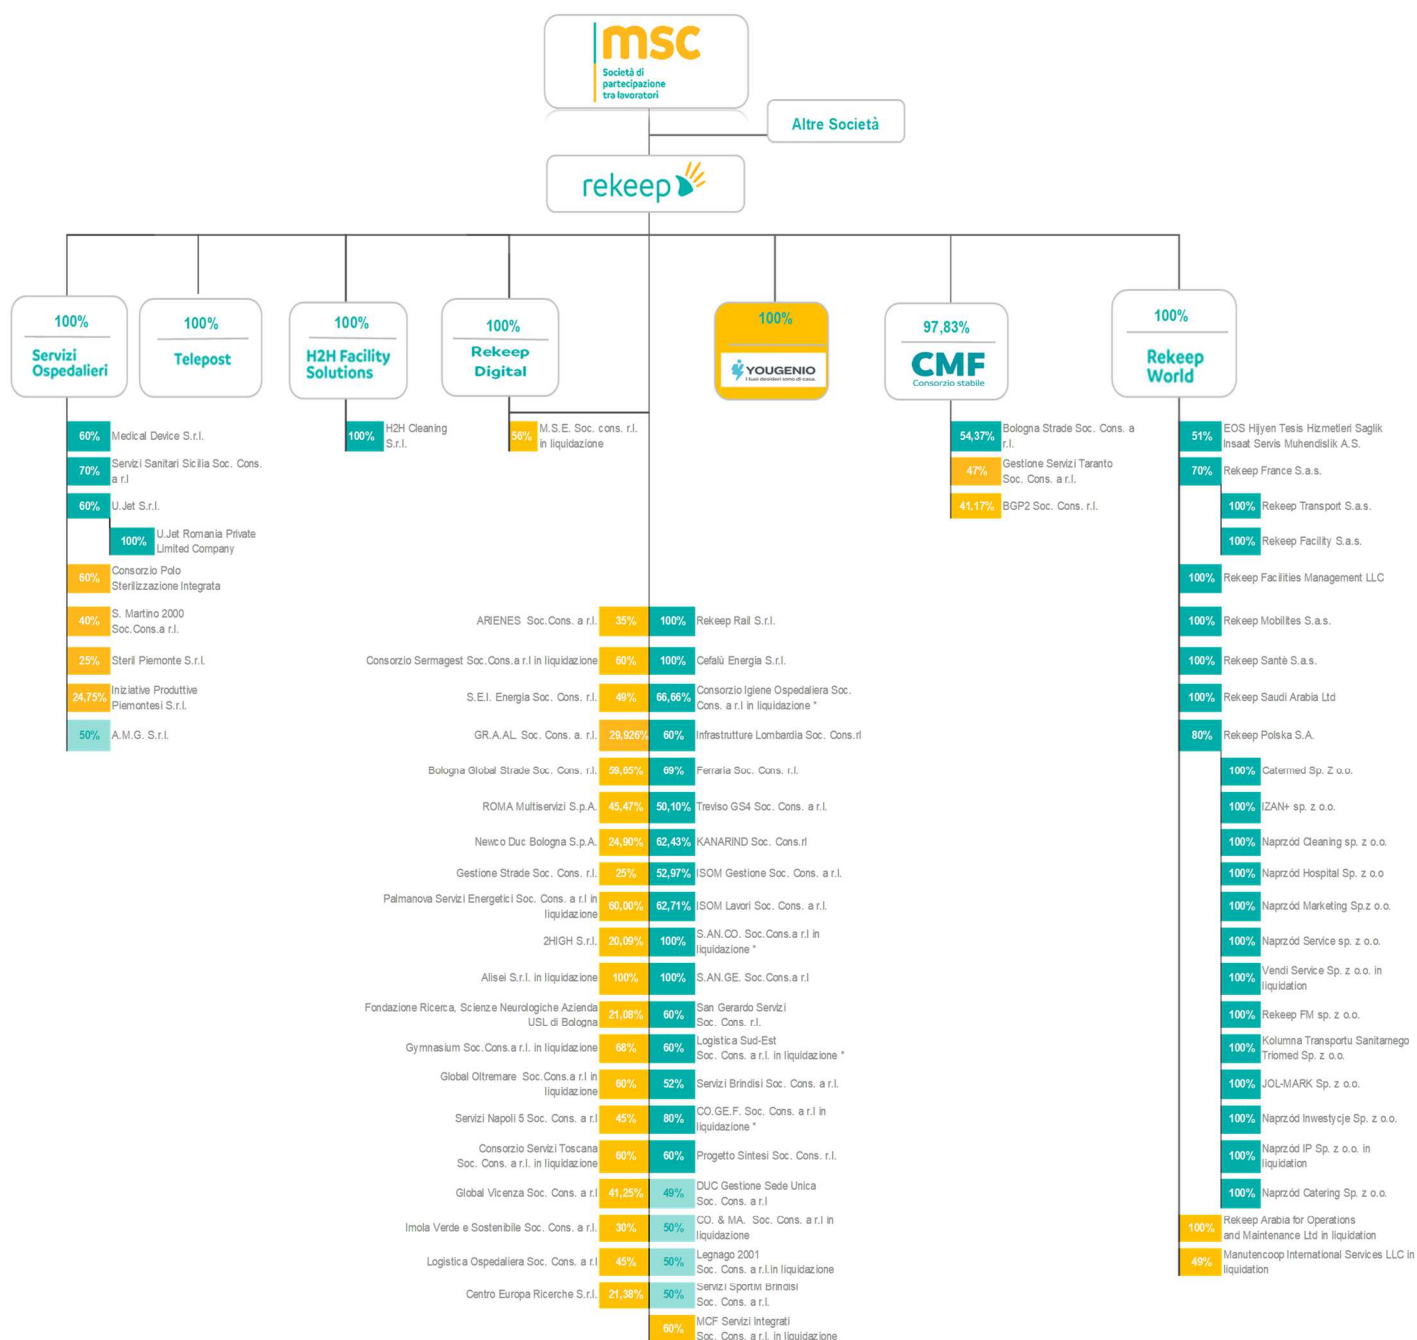 msc
Società di
partecipazione
tra lavoratori
Altre Società
rekeep
100%
Servizi
Ospedalieri
100%
Telepost
100%
H2H Facility
Solutions
100%
Rekeep
Digital
100%
YOUGENIO
I tuoi desideri sono di casa.
97,83%
CMF
Consorzio stabile
100%
Rekeep
World
60%
Medical Device S.r.l.
70%
Servizi Sanitari Sicilia Soc. Cons.
a r.l
60%
U.Jet S.r.l.
100%
U.Jet Romania Private
Limited Company
60%
Consorzio Polo
Sterilizzazione Integrata
40%
S. Martino 2000
Soc.Cons.a r.l.
25%
Steril Piemonte S.r.l.
24,75%
Iniziative Produttive
Piemontesi S.r.l.
50%
A.M.G. S.r.l.
100%
H2H Cleaning
S.r.l.
56%
M.S.E. Soc. cons. r.l.
in liquidazione
ARIENES Soc.Cons. a r.l. 35%
100% Rekeep Rail S.r.l.
Consorzio Sermagest Soc.Cons.a r.l in liquidazione 60%
100% Cefalù Energia S.r.l.
S.E.I. Energia Soc. Cons. r.l. 49%
66,66% Consorzio Igiene Ospedaliera Soc.
Cons. a r.l in liquidazione *
GR.A.AL. Soc. Cons. a. r.l. 29,926%
60% Infrastrutture Lombardia Soc. Cons.rl
Bologna Global Strade Soc. Cons. r.l. 59,65%
69% Ferraria Soc. Cons. r.l.
ROMA Multiservizi S.p.A. 45,47%
50,10% Treviso GS4 Soc. Cons. a r.l.
Newco Duc Bologna S.p.A. 24,90%
62,43% KANARIND Soc. Cons.rl
Gestione Strade Soc. Cons. r.l. 25%
52,97% ISOM Gestione Soc. Cons. a r.l.
Palmanova Servizi Energetici Soc. Cons. a r.l in
liquidazione 60,00%
62,71% ISOM Lavori Soc. Cons. a r.l.
2HIGH S.r.l. 20,09%
100% S.AN.CO. Soc.Cons.a r.l in
liquidazione *
Alisei S.r.l. in liquidazione 100%
100% S.AN.GE. Soc.Cons.a r.l
Fondazione Ricerca, Scienze Neurologiche Azienda
USL di Bologna 21,08%
60% San Gerardo Servizi
Soc. Cons. r.l.
Gymnasium Soc.Cons.a r.l. in liquidazione 68%
60% Logistica Sud-Est
Soc. Cons. a r.l. in liquidazione *
Global Oltremare Soc.Cons.a r.l in
liquidazione 60%
52% Servizi Brindisi Soc. Cons. a r.l.
Servizi Napoli 5 Soc. Cons. a r.l 45%
80% CO.GE.F. Soc. Cons. a r.l in
liquidazione *
Consorzio Servizi Toscana
Soc. Cons. a r.l. in liquidazione 60%
60% Progetto Sintesi Soc. Cons. r.l.
Global Vicenza Soc. Cons. a r.l 41,25%
49% DUC Gestione Sede Unica
Soc. Cons. a r.l
Imola Verde e Sostenibile Soc. Cons. a r.l. 30%
50% CO. & MA. Soc. Cons. a r.l in
liquidazione
Logistica Ospedaliera Soc. Cons. a r.l 45%
50% Legnago 2001
Soc. Cons. a r.l.in liquidazione
Centro Europa Ricerche S.r.l. 21,38%
50% Servizi SportM Brindisi
Soc. Cons. a r.l.
60% MCF Servizi Integrati
Soc. Cons. a r.l. in liquidazione
54,37%
Bologna Strade Soc. Cons. a
r.l.
47%
Gestione Servizi Taranto
Soc. Cons. a r.l.
41,17%
BGP2 Soc. Cons. r.l.
51%
EOS Hijyen Tesis Hizmetleri Saglik
Insaat Servis Muhendislik A.S.
70%
Rekeep France S.a.s.
100%
Rekeep Transport S.a.s.
100%
Rekeep Facility S.a.s.
100%
Rekeep Facilities Management LLC
100%
Rekeep Mobilites S.a.s.
100%
Rekeep Santè S.a.s.
100%
Rekeep Saudi Arabia Ltd
80%
Rekeep Polska S.A.
100%
Catermed Sp. Z o.o.
100%
IZAN+ sp. z o.o.
100%
Naprzód Cleaning sp. z o.o.
100%
Naprzód Hospital Sp. z o.o
100%
Naprzód Marketing Sp.z o.o.
100%
Naprzód Service sp. z o.o.
100%
Vendi Service Sp. z o.o. in
liquidation
100%
Rekeep FM sp. z o.o.
100%
Kolumna Transportu Sanitarnego
Triomed Sp. z o.o.
100%
JOL-MARK Sp. z o.o.
100%
Naprzód Inwestycje Sp. z o.o.
100%
Naprzód IP Sp. z o.o. in
liquidation
100%
Naprzód Catering Sp. z o.o.
100%
Rekeep Arabia for Operations
and Maintenance Ltd in liquidation
49%
Manutencoop International Services LLC in
liquidation